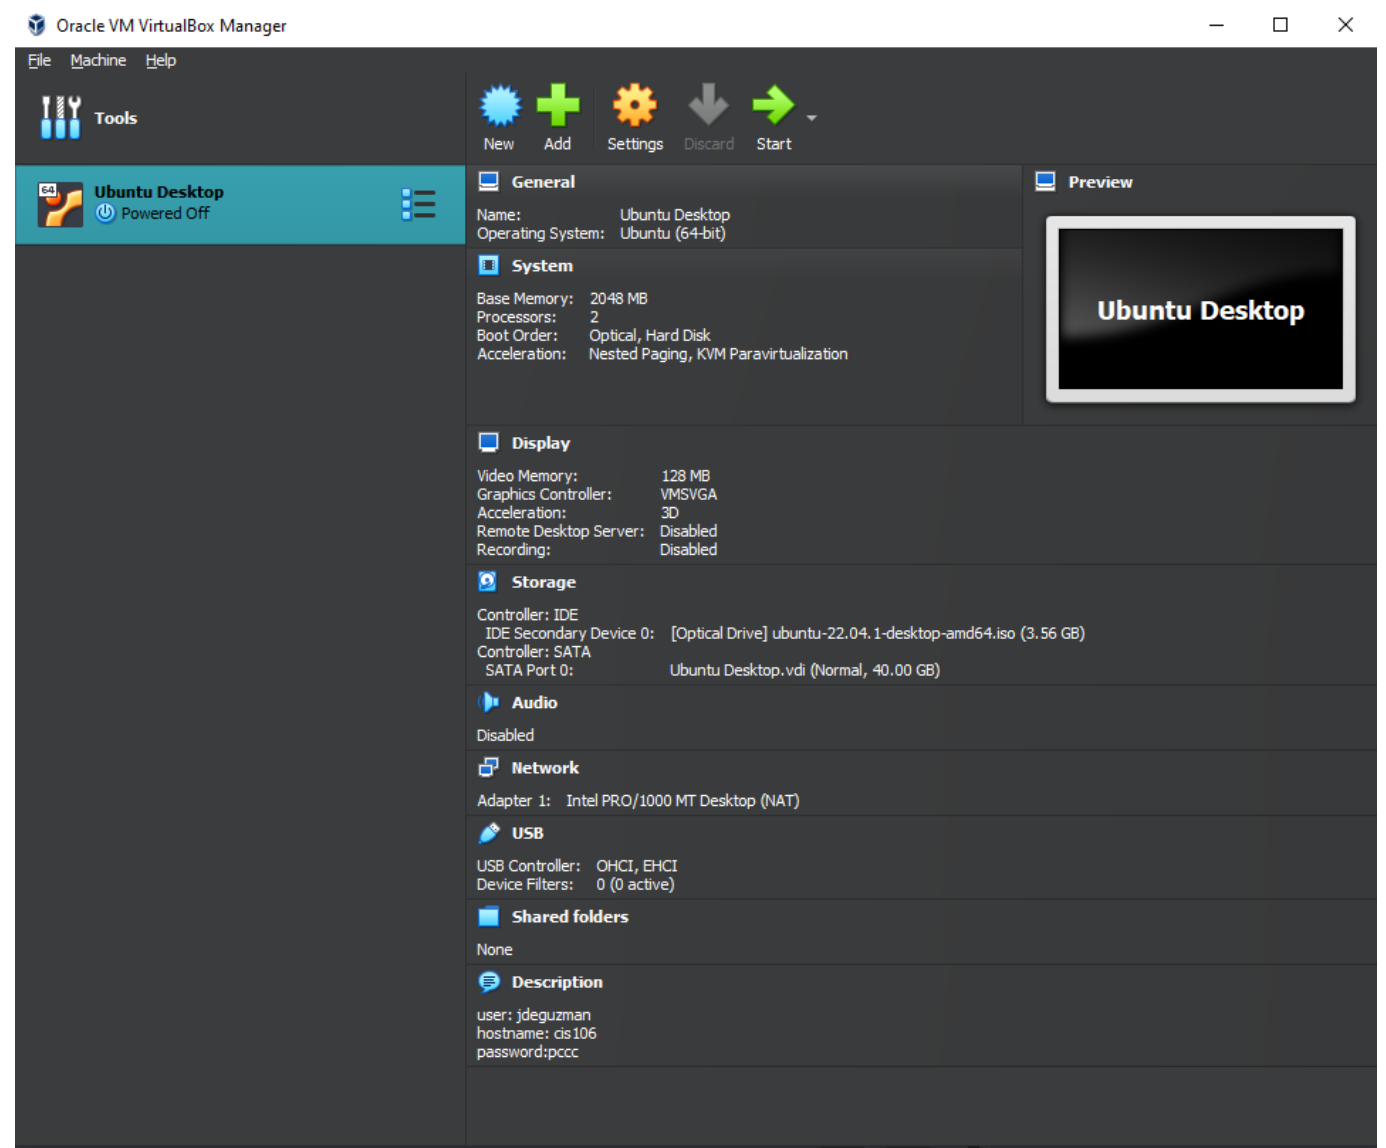 Oracle VM VirtualBox Manager
File Machine Help
Tools
New Add Settings Discard Start
64
Ubuntu Desktop
Powered Off
General
Name: Ubuntu Desktop
Operating System: Ubuntu (64-bit)
System
Base Memory: 2048 MB
Processors: 2
Boot Order: Optical, Hard Disk
Acceleration: Nested Paging, KVM Paravirtualization
Preview
Ubuntu Desktop
Display
Video Memory: 128 MB
Graphics Controller: VMSVGA
Acceleration: 3D
Remote Desktop Server: Disabled
Recording: Disabled
Storage
Controller: IDE
IDE Secondary Device 0: [Optical Drive] ubuntu-22.04.1-desktop-amd64.iso (3.56 GB)
Controller: SATA
SATA Port 0: Ubuntu Desktop.vdi (Normal, 40.00 GB)
Audio
Disabled
Network
Adapter 1: Intel PRO/1000 MT Desktop (NAT)
USB
USB Controller: OHCI, EHCI
Device Filters: 0 (0 active)
Shared folders
None
Description
user: jdeguzman
hostname: cis106
password:pccc